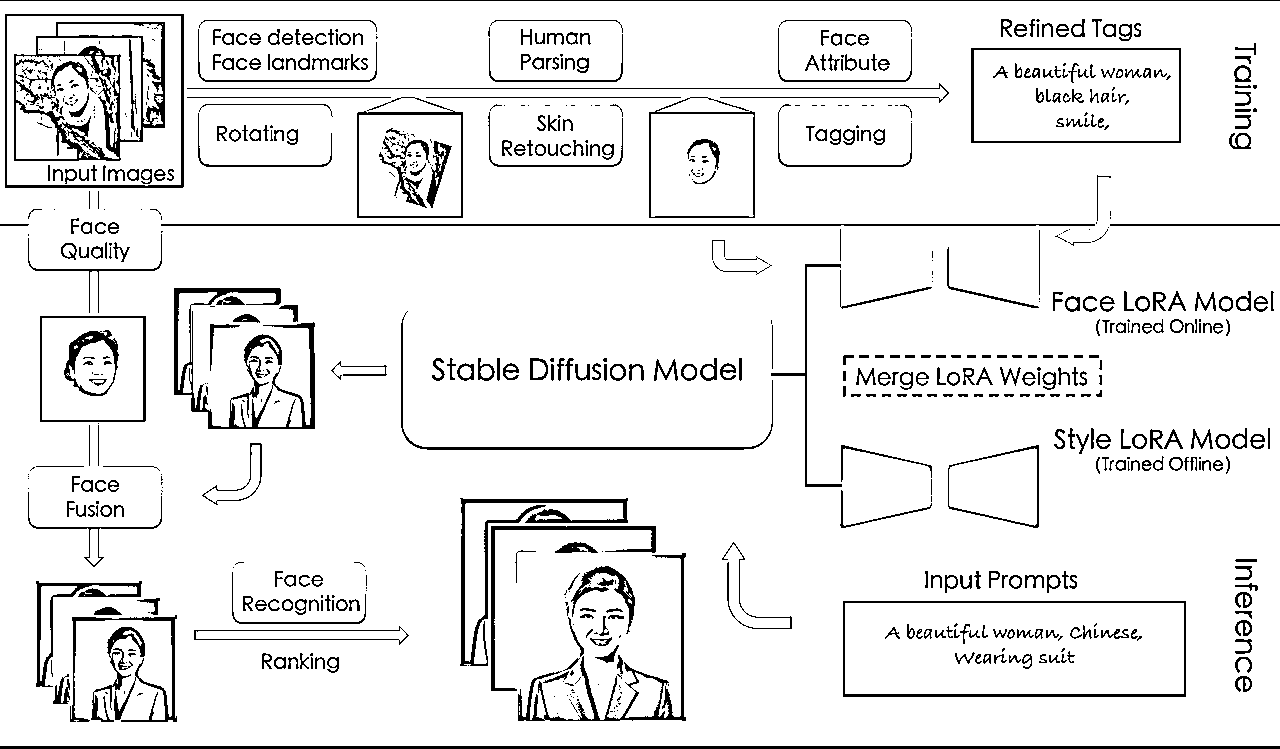 Face detection
Face landmarks
Human
Parsing
Face
Attribute
Refined Tags
A beautiful woman,
black hair,
smile,
Training
Rotating
Skin
Retouching
Tagging
Input Images
Face
Quality
Face LoRA Model
(Trained Online)
Stable Diffusion Model
Merge LoRA Weights
Style LoRA Model
(Trained Offline)
Face
Fusion
Face
Recognition
Ranking
Input Prompts
A beautiful woman, Chinese,
Wearing suit
Inference